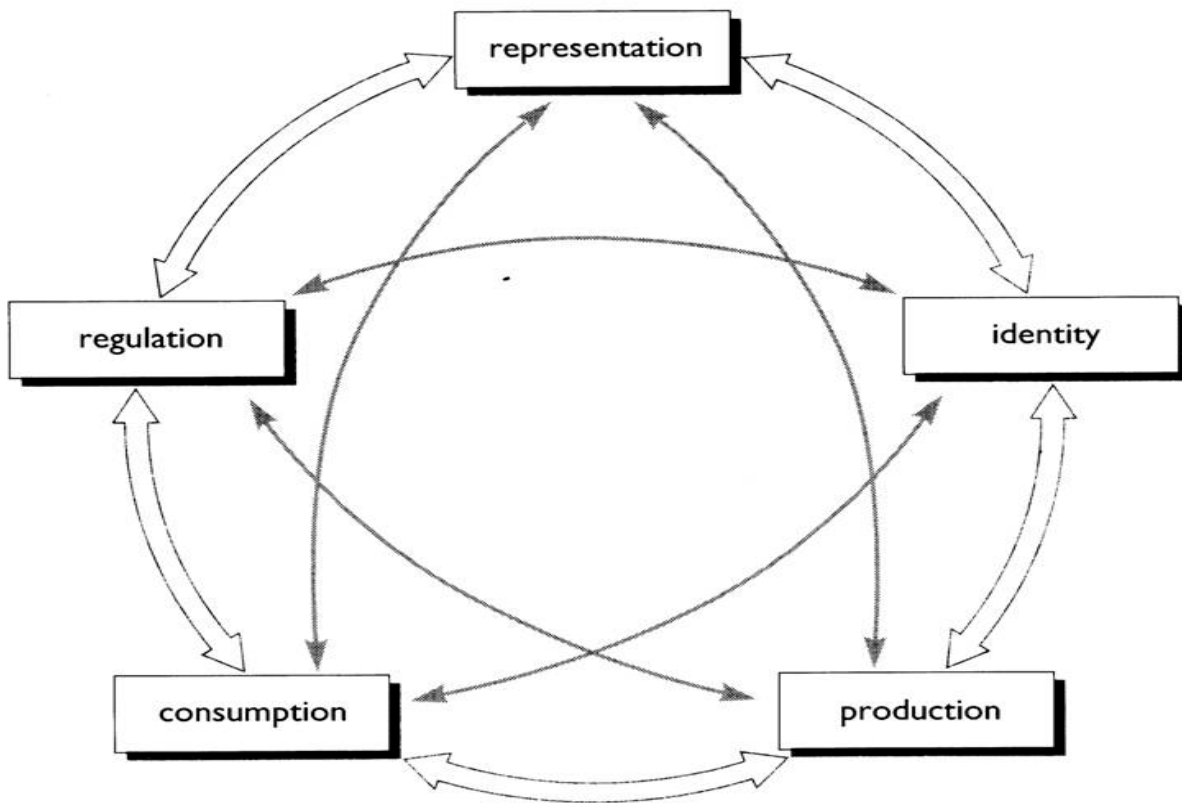 representation
regulation
identity
consumption
production